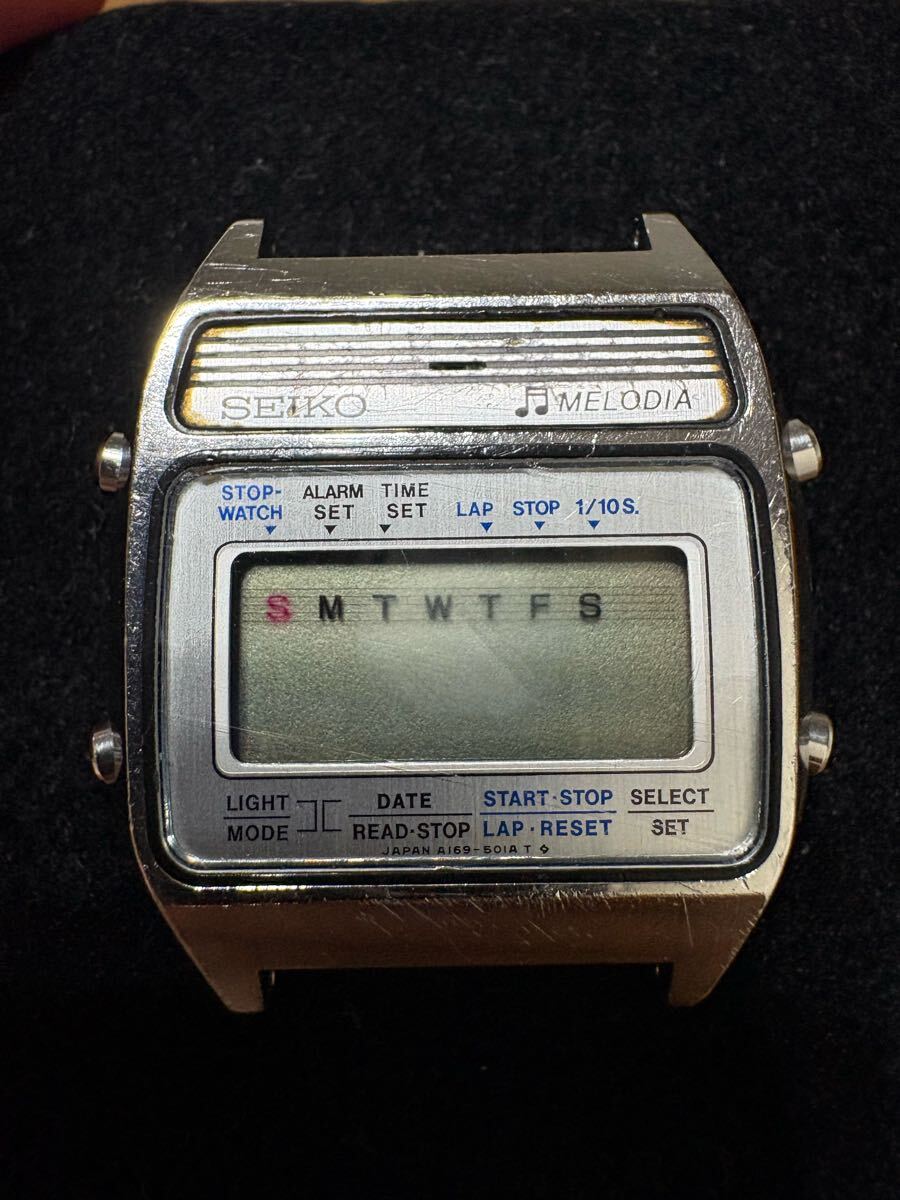 SEIKO ♫ MELODIA
STOP- ALARM TIME
WATCH SET SET LAP STOP 1/10S.
S M T W T F S
LIGHT DATE START·STOP SELECT
MODE READ·STOP LAP·RESET SET
JAPAN A169-501A T